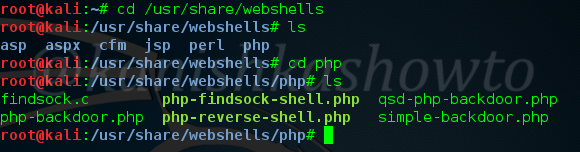 root@kali:~# cd /usr/share/webshells
root@kali:/usr/share/webshells# ls
asp aspx cfm jsp perl php
root@kali:/usr/share/webshells# cd php
root@kali:/usr/share/webshells/php# ls
findsock.c php-findsock-shell.php qsd-php-backdoor.php
php-backdoor.php php-reverse-shell.php simple-backdoor.php
root@kali:/usr/share/webshells/php#